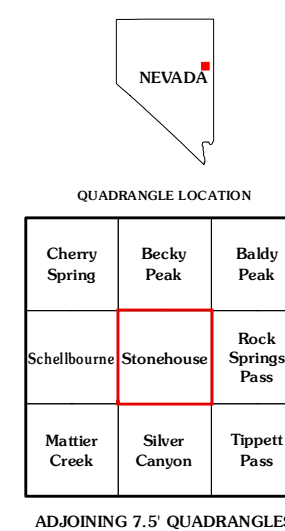 NEVADA
QUADRANGLE LOCATION
Cherry Spring
Becky Peak
Baldy Peak
Schellbourne
Stonehouse
Rock Springs Pass
Mattier Creek
Silver Canyon
Tippett Pass
ADJOINING 7.5' QUADRANGLES